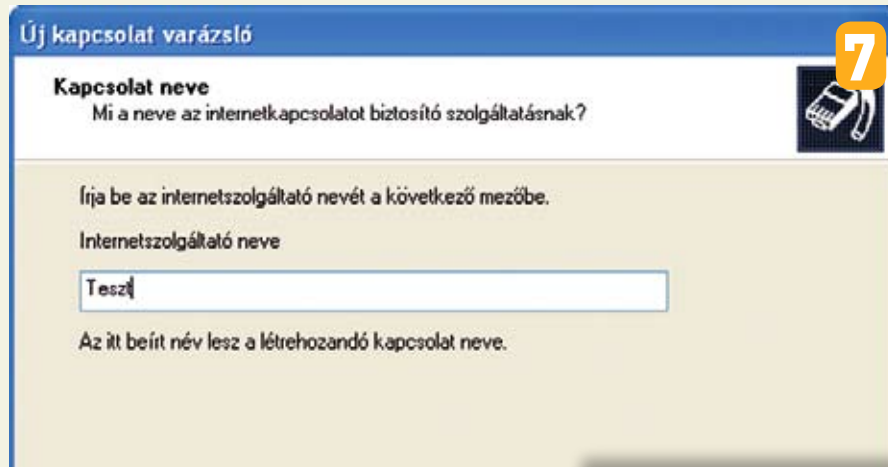 Új kapcsolat varázsló
7
Kapcsolat neve
Mi a neve az internetkapcsolatot biztosító szolgáltatásnak?
Írja be az internetszolgáltató nevét a következő mezőbe.
Internetszolgáltató neve
Teszt
Az itt beírt név lesz a létrehozandó kapcsolat neve.